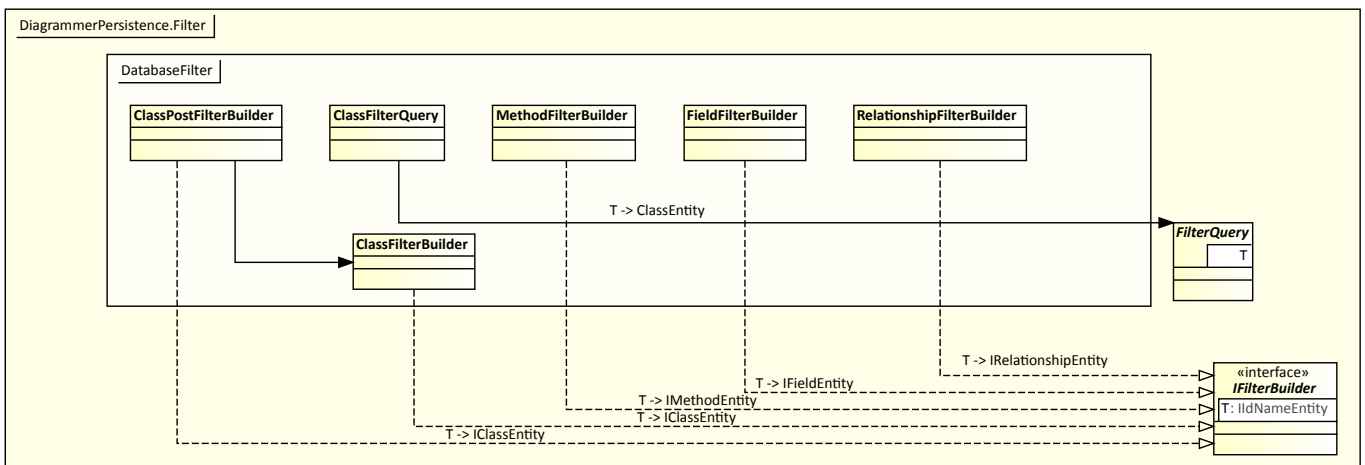 DiagrammerPersistence.Filter
DatabaseFilter
ClassPostFilterBuilder
ClassFilterQuery
MethodFilterBuilder
FieldFilterBuilder
RelationshipFilterBuilder
T -> ClassEntity
FilterQuery
T
ClassFilterBuilder
T -> IRelationshipEntity
«interface»
IFilterBuilder
T -> IFieldEntity
T -> IMethodEntity
T: IIdNameEntity
T -> IClassEntity
T -> IClassEntity